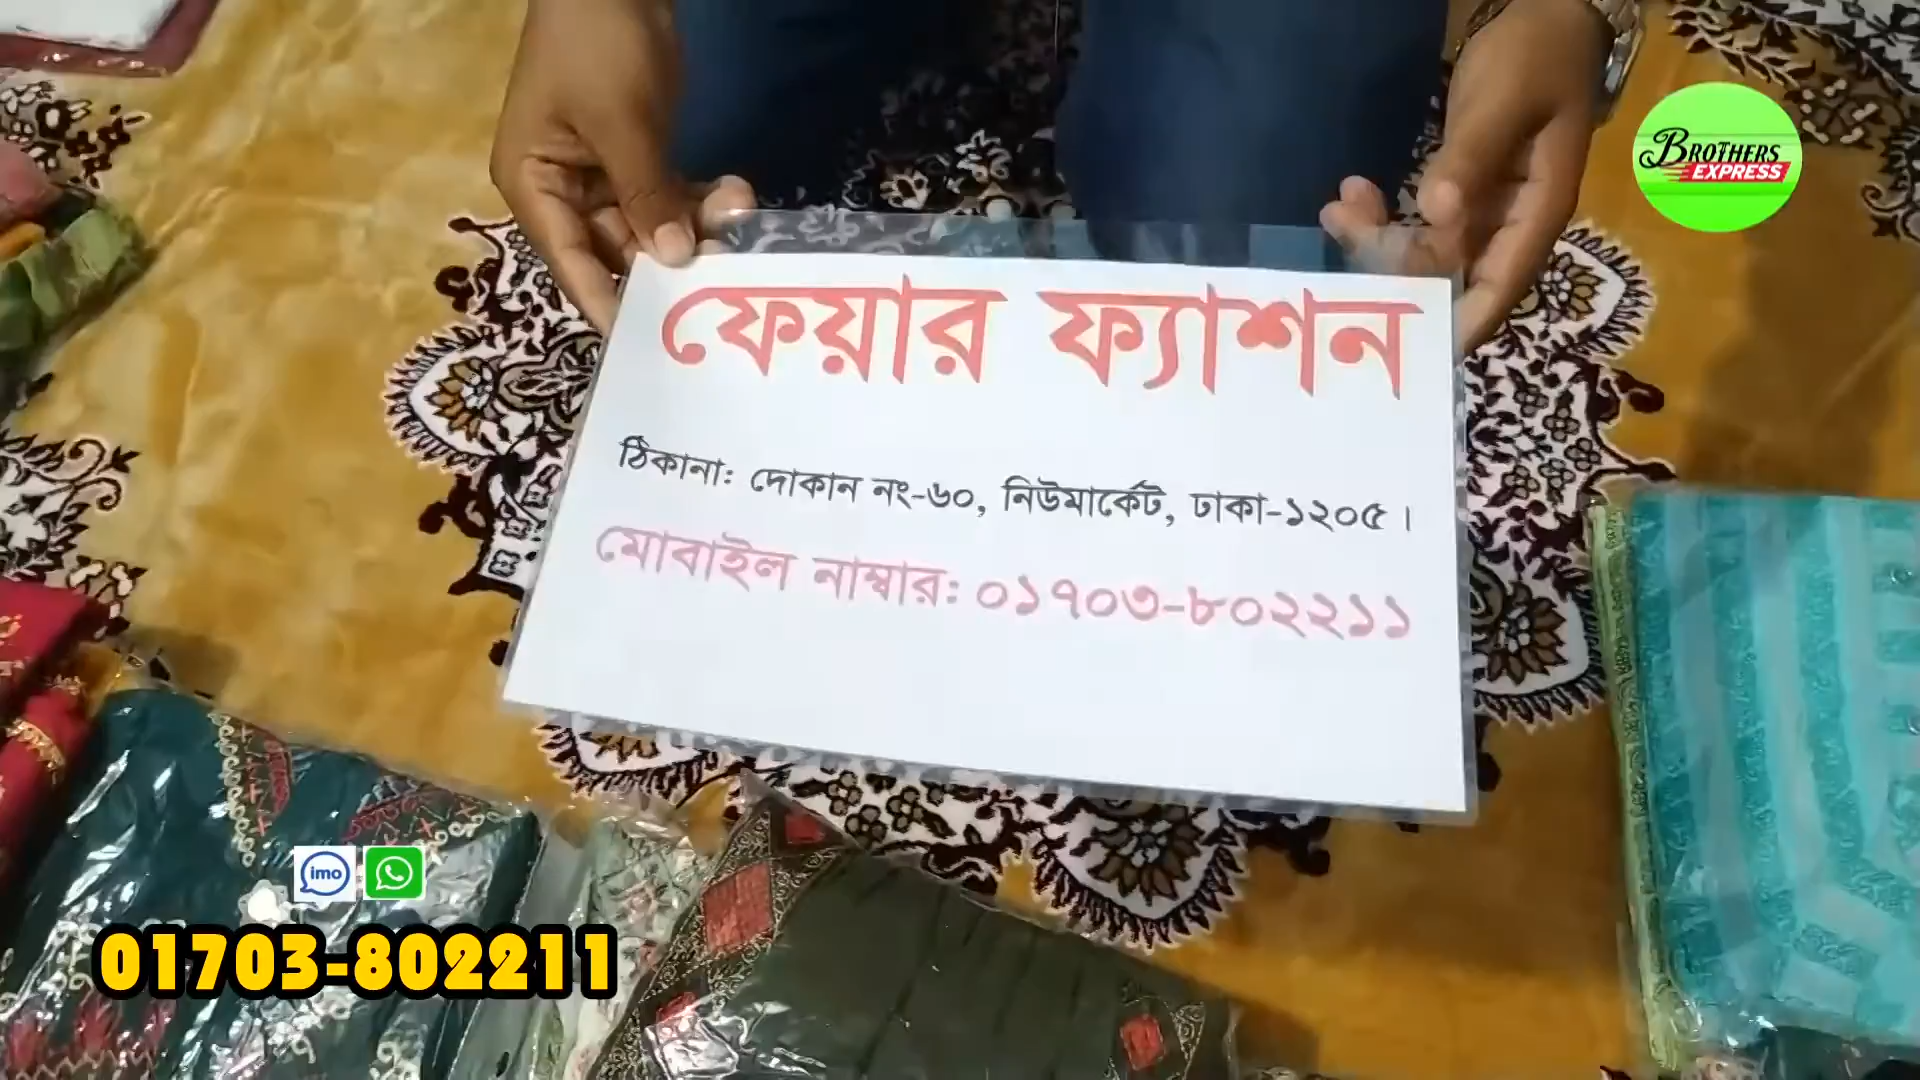 BROTHERS
EXPRESS
ফেয়ার ফ্যাশন
ঠিকানা: দোকান নং-৬০, নিউমার্কেট, ঢাকা-১২০৫।
মোবাইল নাম্বার: ০১৭০৩-৮০২২১১
imo
01703-802211